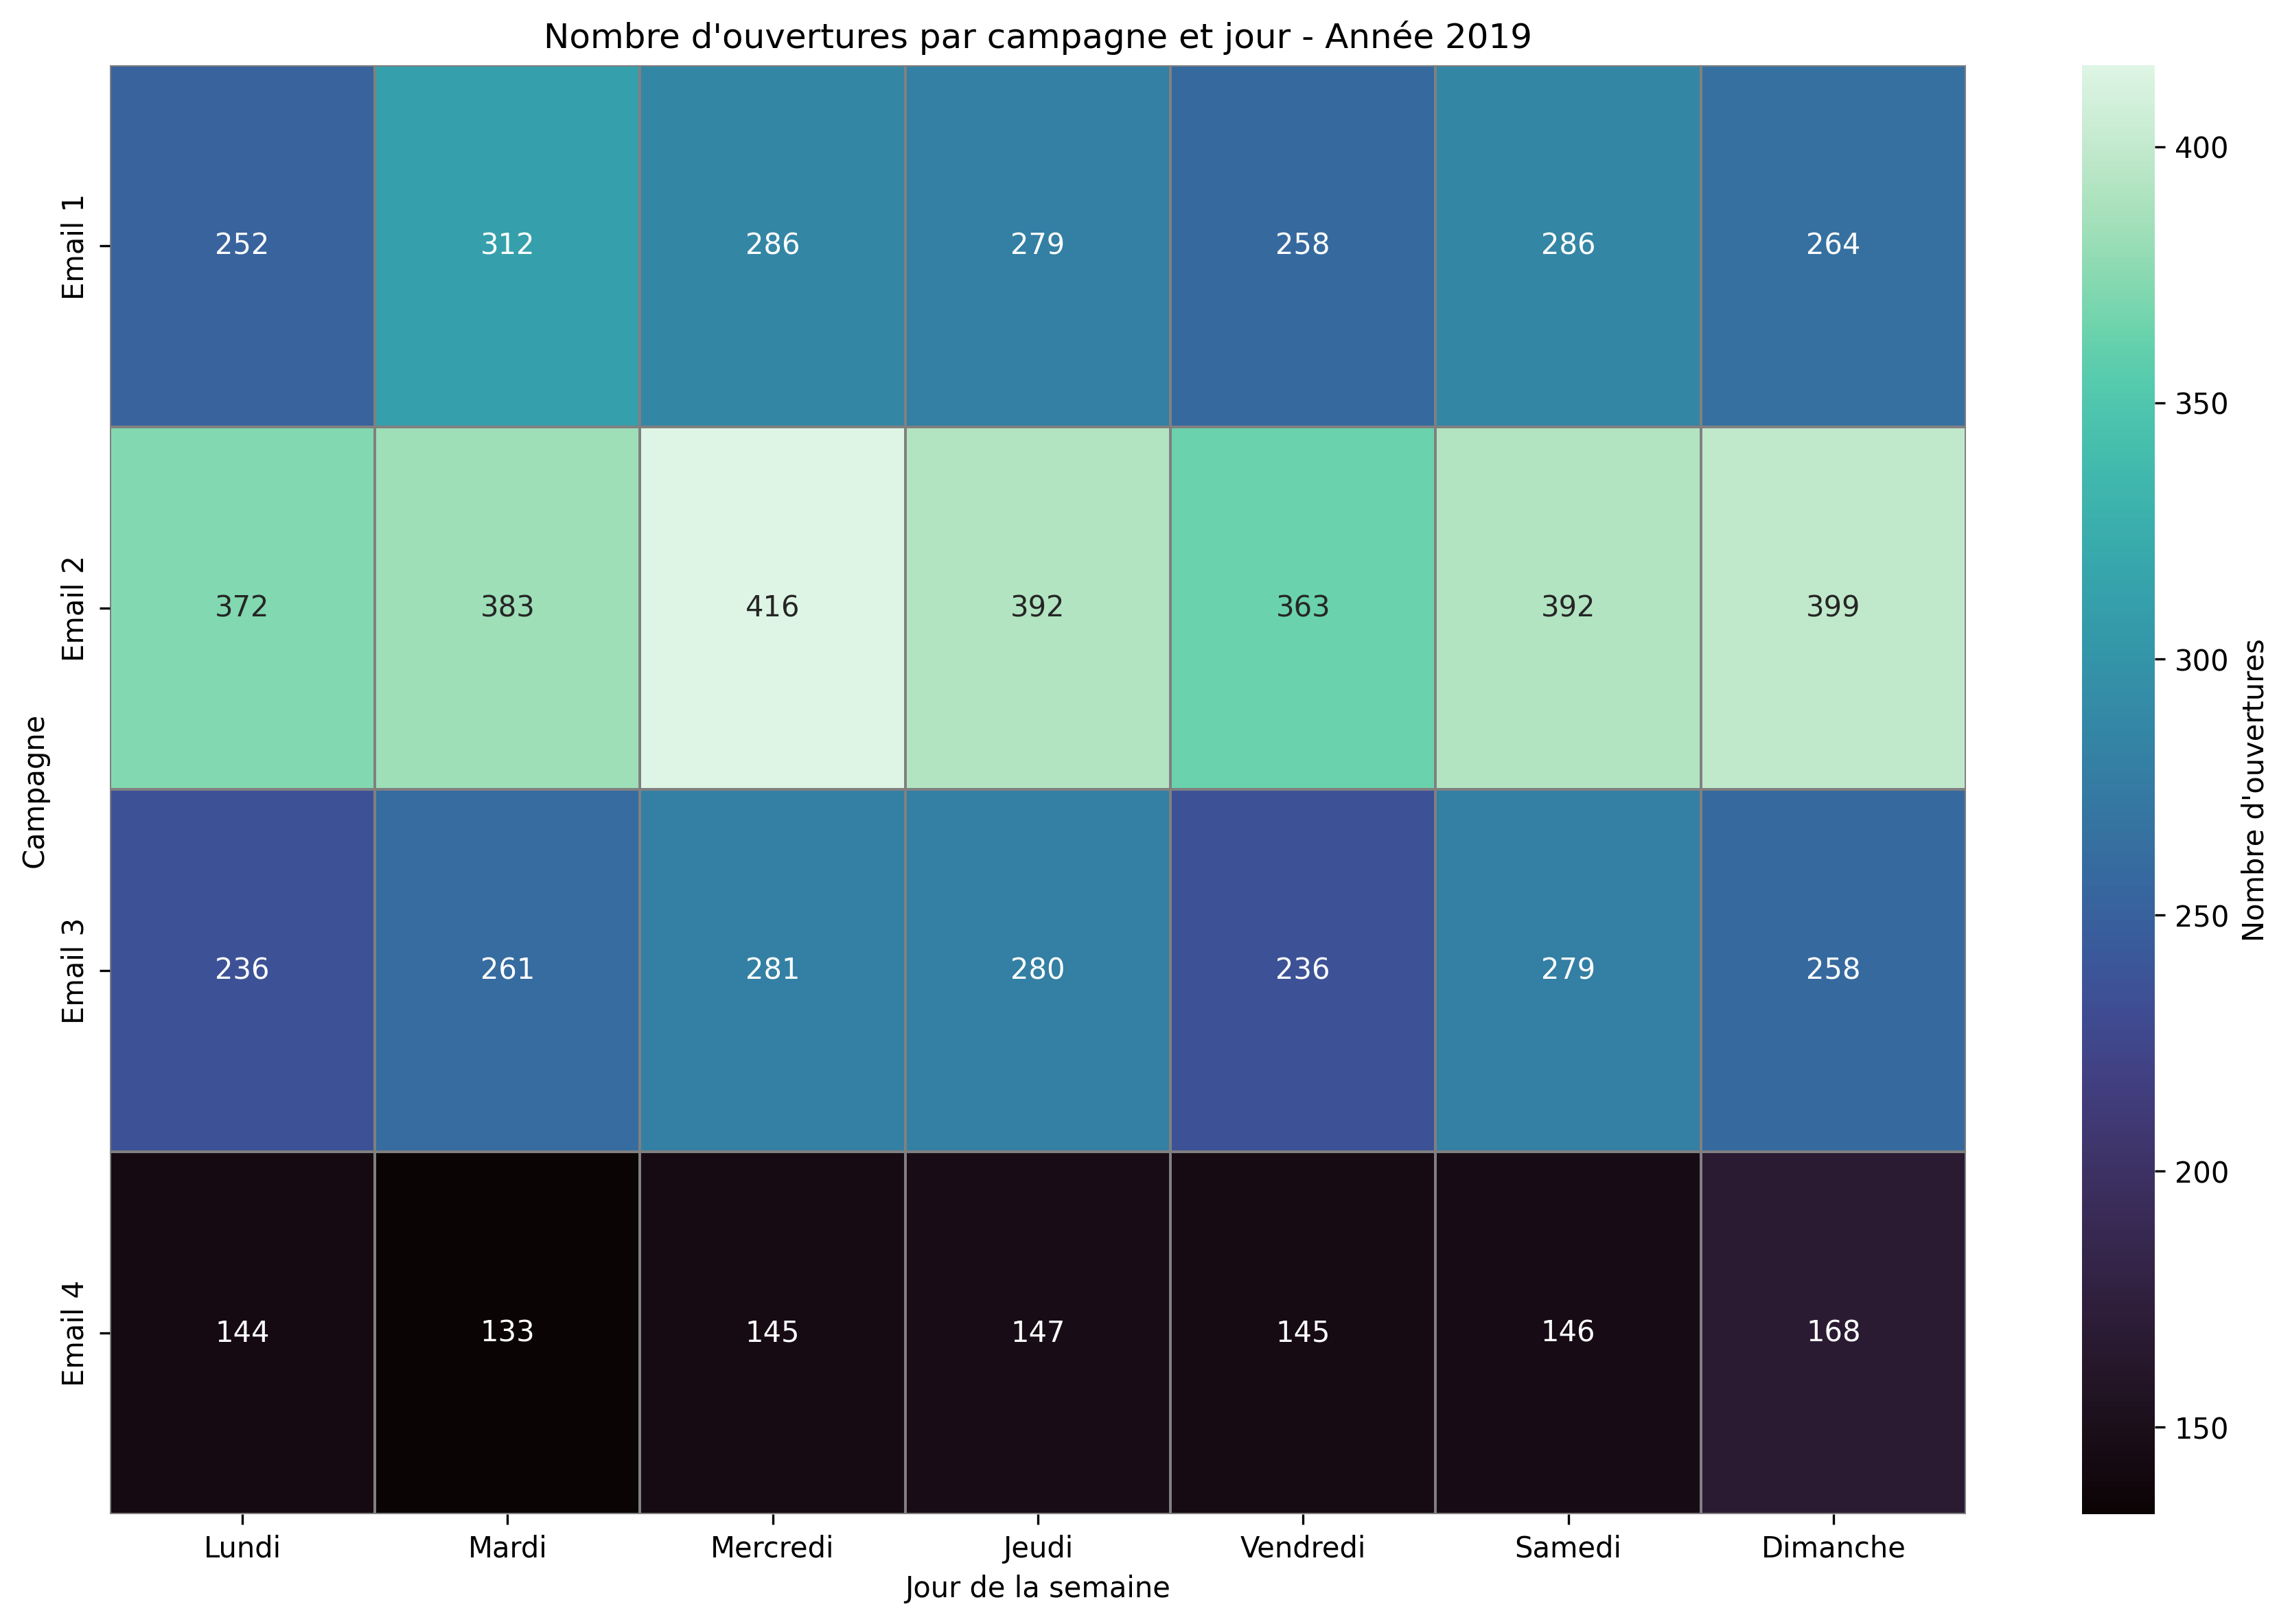 Nombre d'ouvertures par campagne et jour - Année 2019
Campagne
Email 1
252 312 286 279 258 286 264
Email 2
372 383 416 392 363 392 399
Email 3
236 261 281 280 236 279 258
Email 4
144 133 145 147 145 146 168
Lundi Mardi Mercredi Jeudi Vendredi Samedi Dimanche
Jour de la semaine
400
350
300
250
200
150
Nombre d'ouvertures